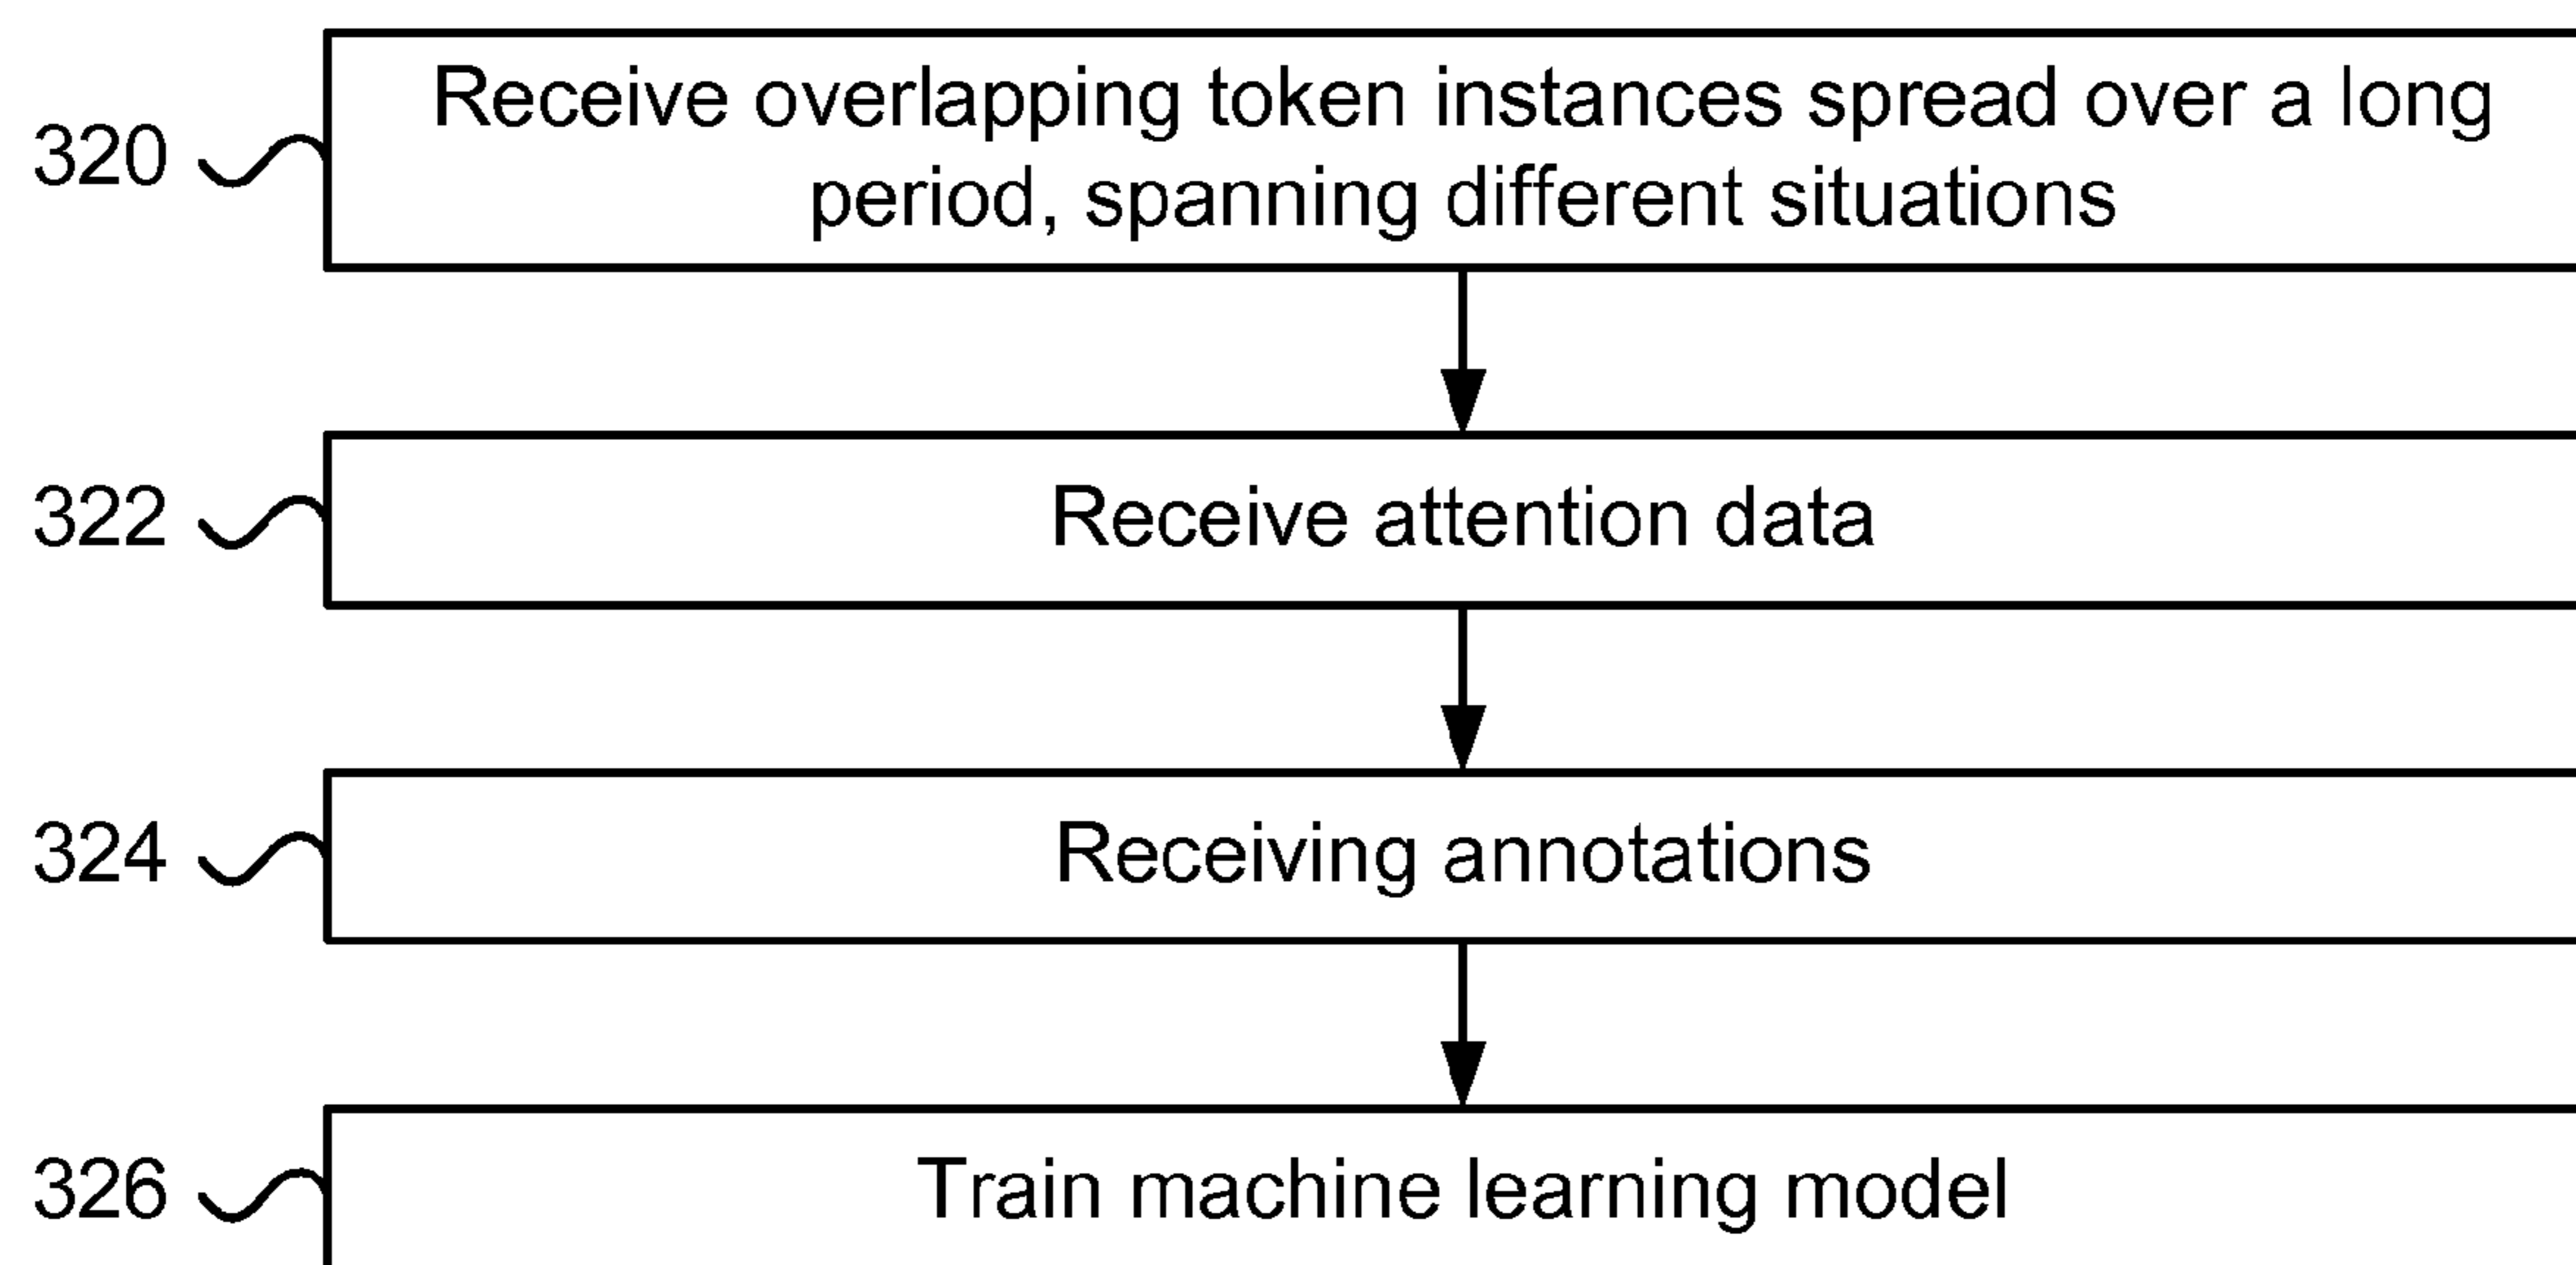 320
Receive overlapping token instances spread over a long
period, spanning different situations
322
Receive attention data
324
Receiving annotations
326
Train machine learning model